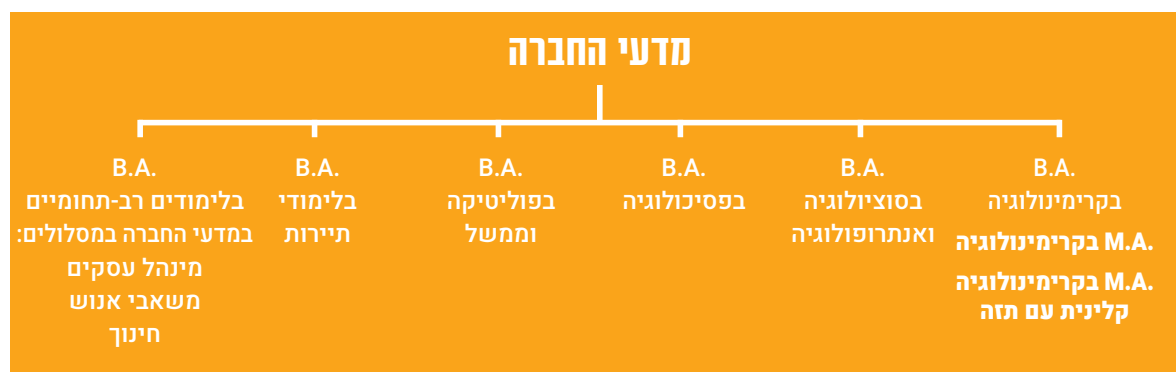 מדעי החברה
B.A.
בקרימינולוגיה
M.A. בקרימינולוגיה
M.A. בקרימינולוגיה
קלינית עם תזה
B.A.
בסוציולוגיה
ואנתרופולוגיה
B.A.
בפסיכולוגיה
B.A.
בפוליטיקה
וממשל
B.A.
בלימודי
תיירות
B.A.
בלימודים רב-תחומיים
במדעי החברה במסלולים:
מינהל עסקים
משאבי אנוש
חינוך